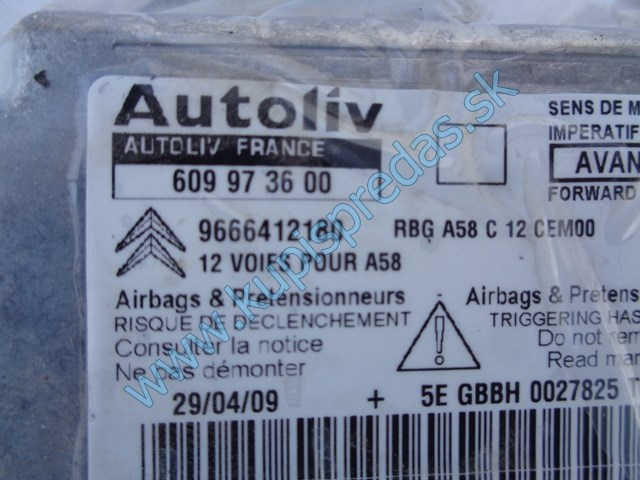 Autoliv
AUTOLIV FRANCE
609 97 36 00
SENS DE M
IMPERATIF
AVAN
FORWARD
9666412180 RBG A58 C 12 CEM00
12 VOIES POUR A58
Airbags & Pretensionneurs - Airbags & Pretens
RISQUE DE DECLENCHEMENT TRIGGERING HAS
Consulter la notice Do not rem
Ne pas démonter Read man
29/04/09 + 5E GBBH 0027825
www.kupispredas.sk